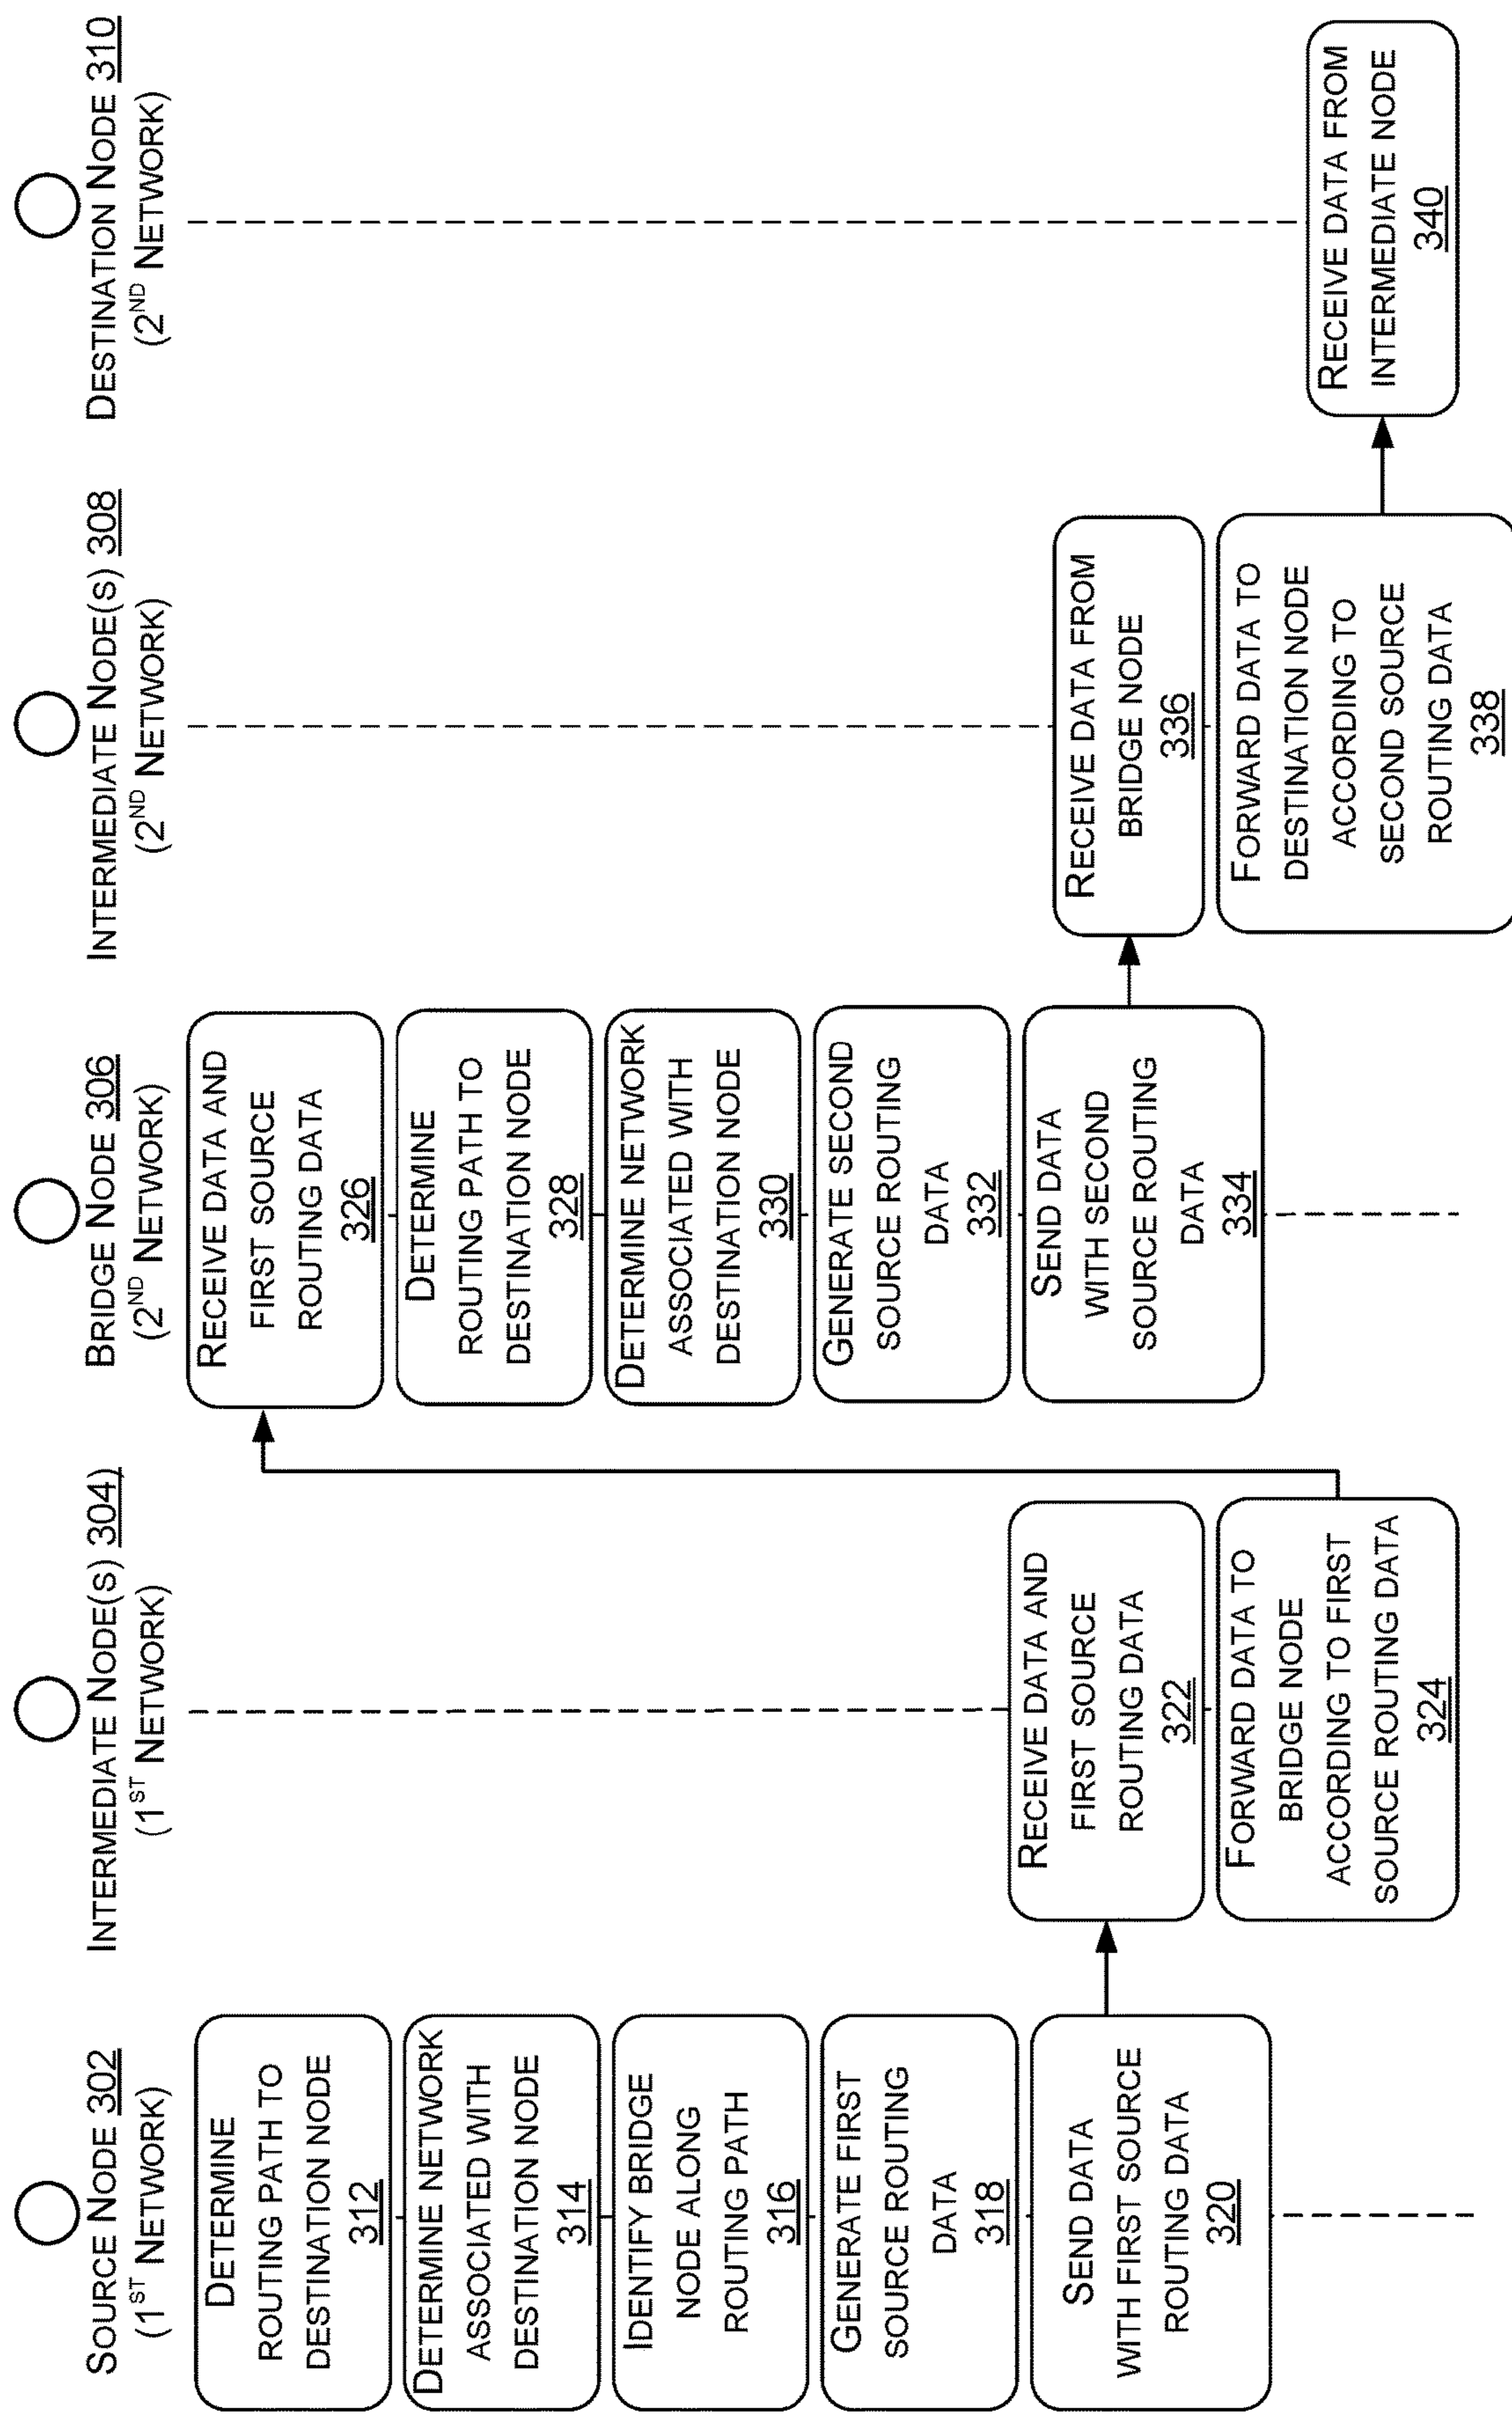 SOURCE NODE 302
(1ST NETWORK)
DETERMINE
ROUTING PATH TO
DESTINATION NODE
312
DETERMINE NETWORK
ASSOCIATED WITH
DESTINATION NODE
314
IDENTIFY BRIDGE
NODE ALONG
ROUTING PATH
316
GENERATE FIRST
SOURCE ROUTING
DATA
318
SEND DATA
WITH FIRST SOURCE
ROUTING DATA
320
INTERMEDIATE NODE(S) 304
(1ST NETWORK)
RECEIVE DATA AND
FIRST SOURCE
ROUTING DATA
322
FORWARD DATA TO
BRIDGE NODE
ACCORDING TO FIRST
SOURCE ROUTING DATA
324
BRIDGE NODE 306
(2ND NETWORK)
RECEIVE DATA AND
FIRST SOURCE
ROUTING DATA
326
DETERMINE
ROUTING PATH TO
DESTINATION NODE
328
DETERMINE NETWORK
ASSOCIATED WITH
DESTINATION NODE
330
GENERATE SECOND
SOURCE ROUTING
DATA
332
SEND DATA
WITH SECOND
SOURCE ROUTING
DATA
334
INTERMEDIATE NODE(S) 308
(2ND NETWORK)
RECEIVE DATA FROM
BRIDGE NODE
336
FORWARD DATA TO
DESTINATION NODE
ACCORDING TO
SECOND SOURCE
ROUTING DATA
338
DESTINATION NODE 310
(2ND NETWORK)
RECEIVE DATA FROM
INTERMEDIATE NODE
340